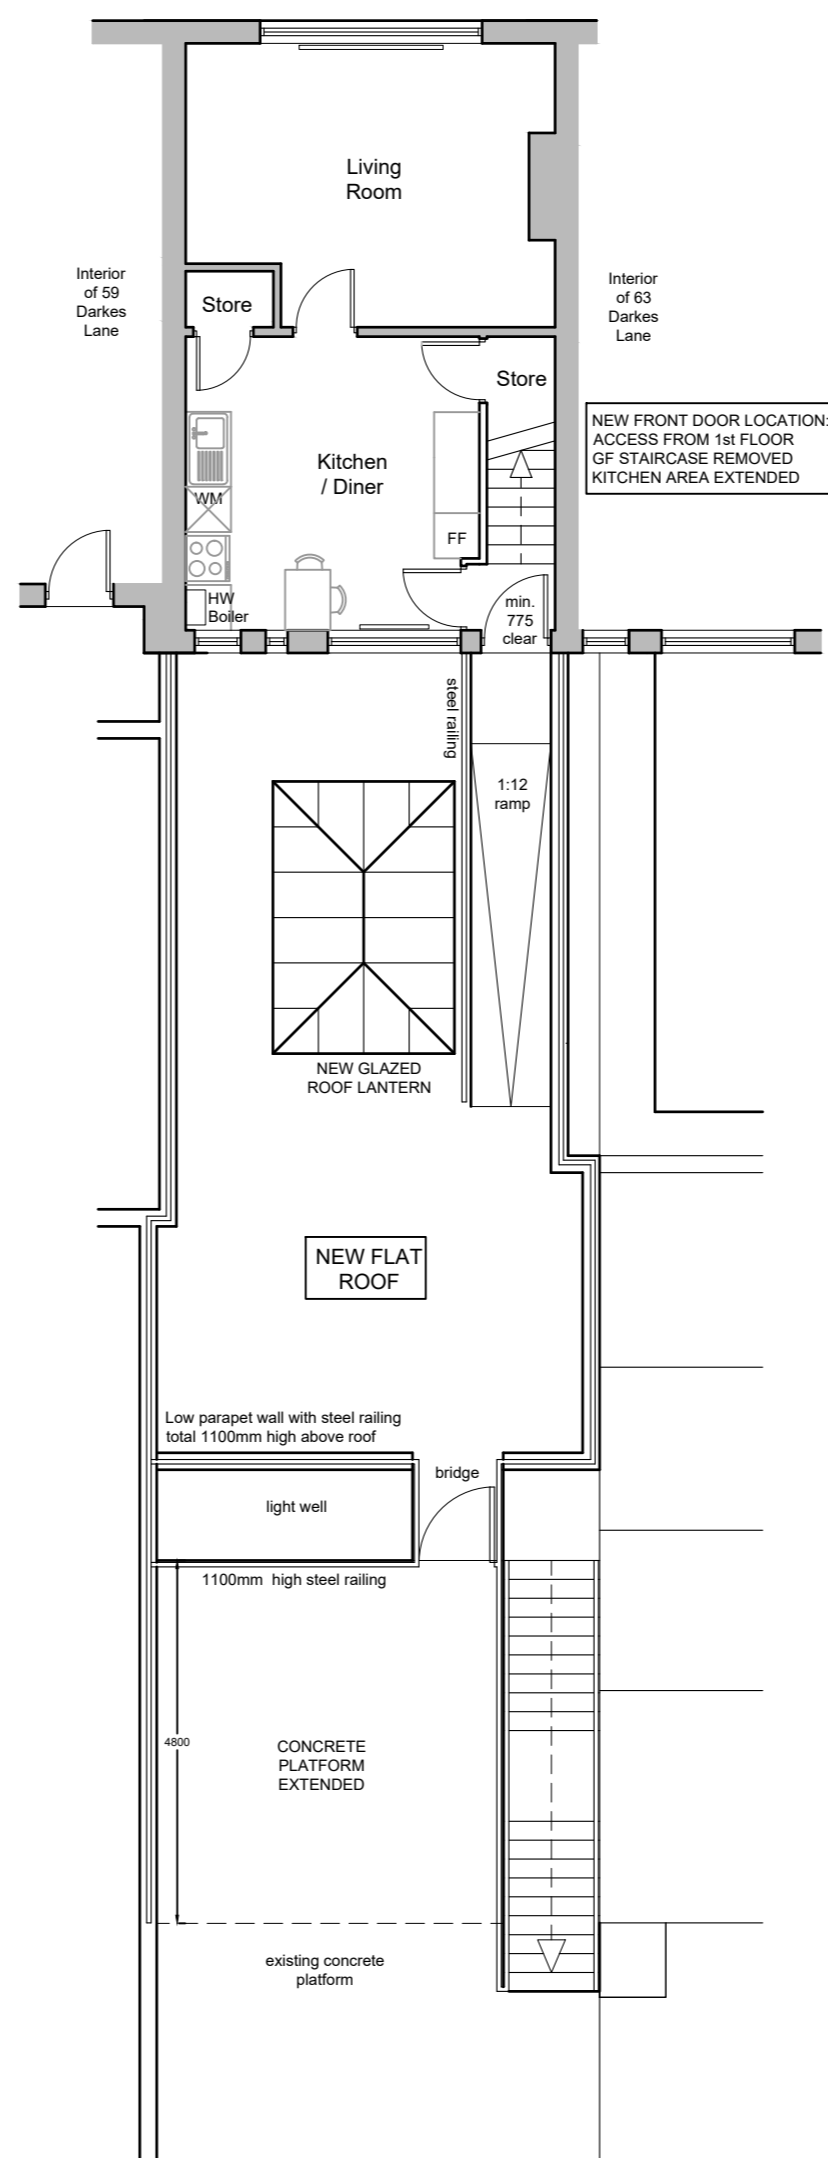 Living
Room
Interior
of 59
Darkes
Lane
Store
Interior
of 63
Darkes
Lane
Store
NEW FRONT DOOR LOCATION:
ACCESS FROM 1st FLOOR
GF STAIRCASE REMOVED
KITCHEN AREA EXTENDED
Kitchen
/ Diner
WM
FF
HW
Boiler
min.
775
clear
steel railing
1:12
ramp
NEW GLAZED
ROOF LANTERN
NEW FLAT
ROOF
Low parapet wall with steel railing
total 1100mm high above roof
bridge
light well
1100mm high steel railing
4800
CONCRETE
PLATFORM
EXTENDED
existing concrete
platform